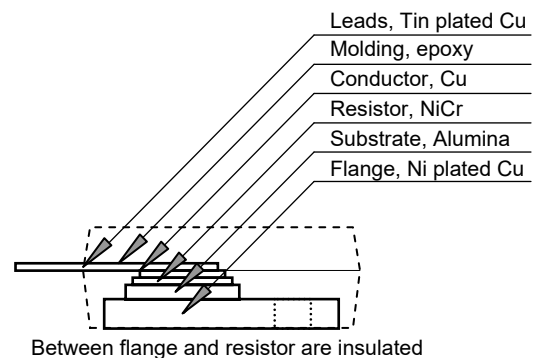 Leads, Tin plated Cu
Molding, epoxy
Conductor, Cu
Resistor, NiCr
Substrate, Alumina
Flange, Ni plated Cu
Between flange and resistor are insulated